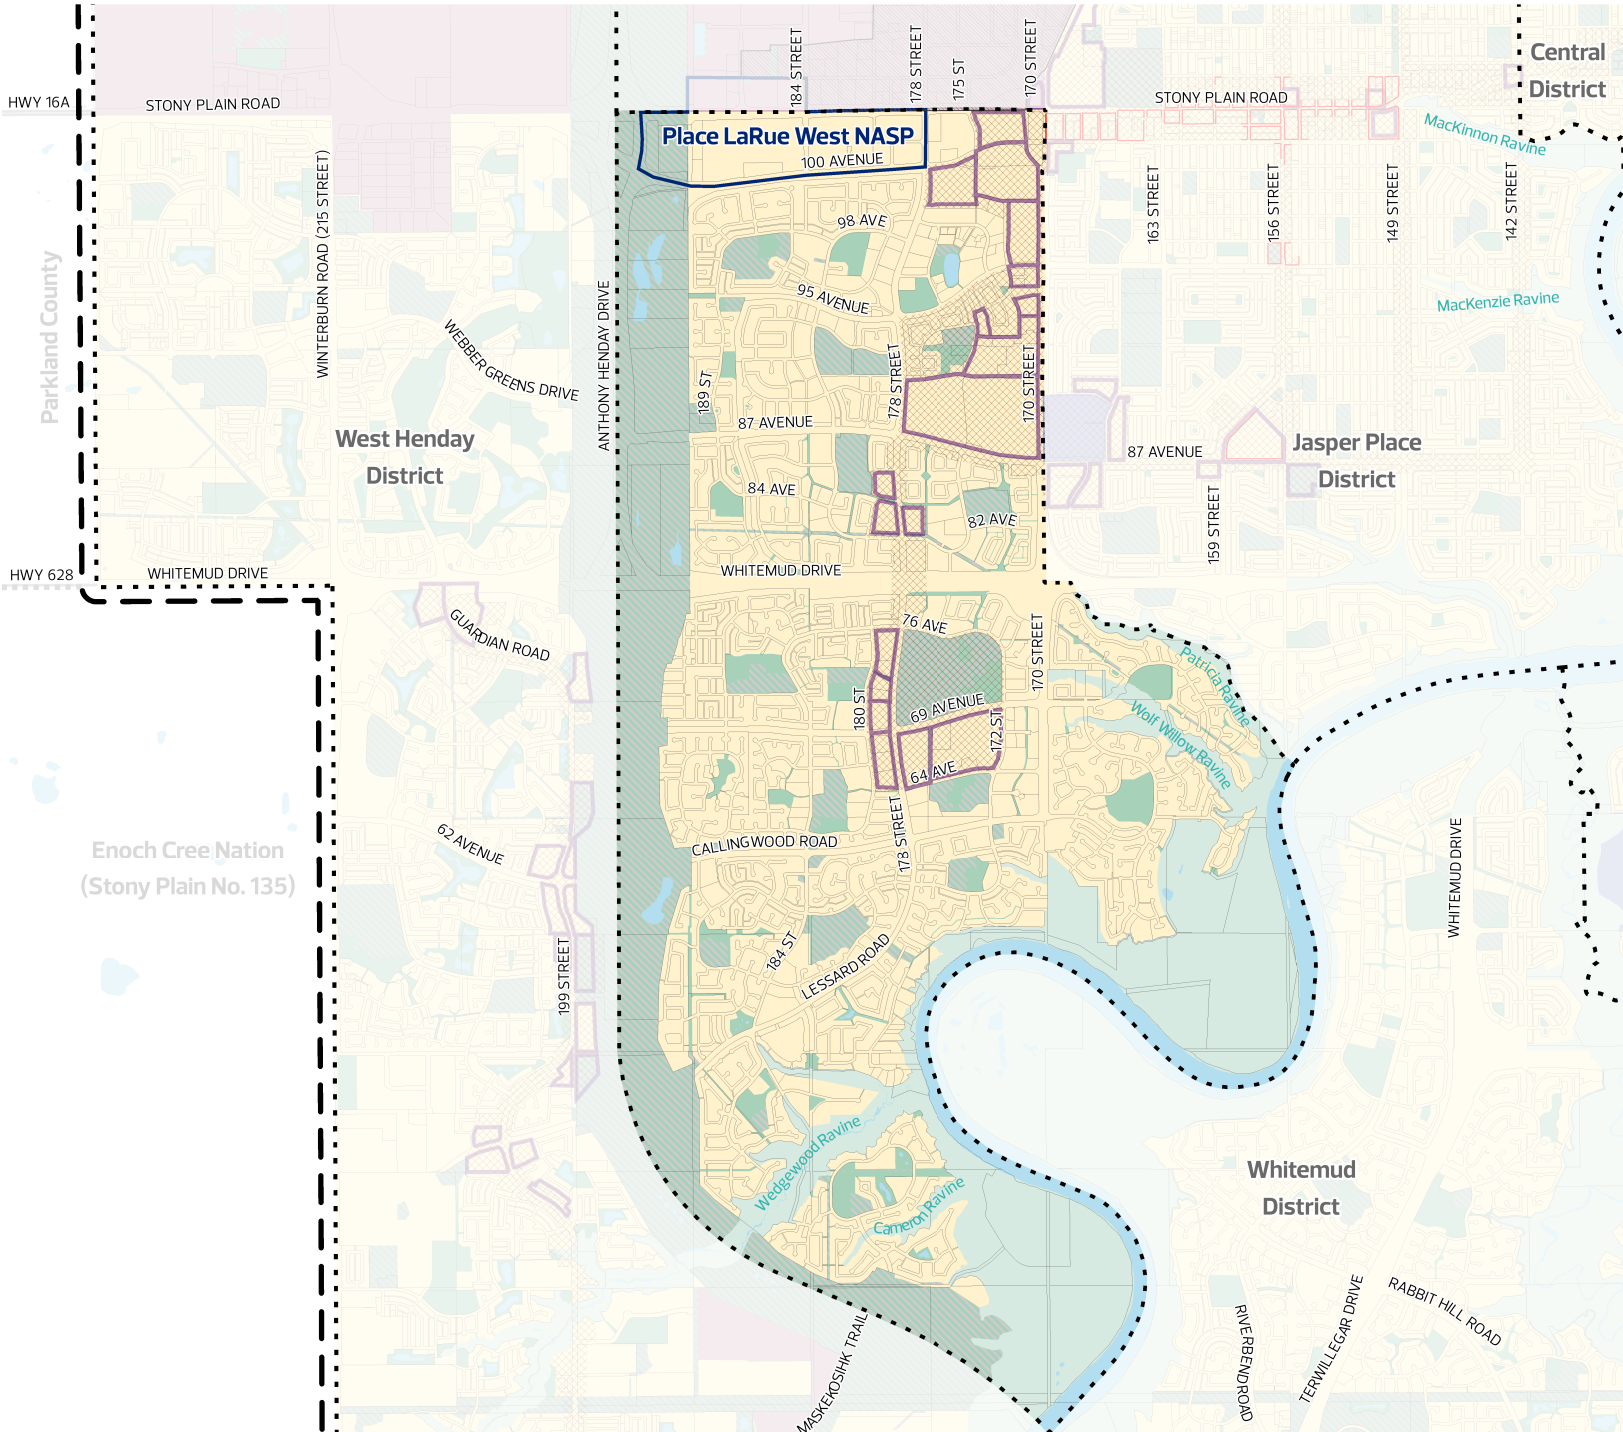 184 STREET
178 STREET
175 ST
170 STREET
Central
District
HWY 16A
STONY PLAIN ROAD
STONY PLAIN ROAD
MacKinnon Ravine
Place LaRue West NASP
100 AVENUE
WINTERBURN ROAD (215 STREET)
163 STREET
156 STREET
149 STREET
142 STREET
98 AVE
Parkland County
95 AVENUE
MacKenzie Ravine
WEBBER GREENS DRIVE
ANTHONY HENDAY DRIVE
189 ST
178 STREET
170 STREET
87 AVENUE
West Henday
District
87 AVENUE
Jasper Place
District
84 AVE
82 AVE
159 STREET
HWY 628
WHITEMUD DRIVE
WHITEMUD DRIVE
GUARDIAN ROAD
76 AVE
170 STREET
Patricia Ravine
180 ST
69 AVENUE
172 ST
Wolf Willow Ravine
64 AVE
62 AVENUE
CALLINGWOOD ROAD
178 STREET
WHITEMUD DRIVE
Enoch Cree Nation
(Stony Plain No. 135)
199 STREET
184 ST
LESSARD ROAD
Wedgewood Ravine
Cameron Ravine
Whitemud
District
MASKEKOSIHK TRAIL
RIVERBEND ROAD
TERWILLEGAR DRIVE
RABBIT HILL ROAD